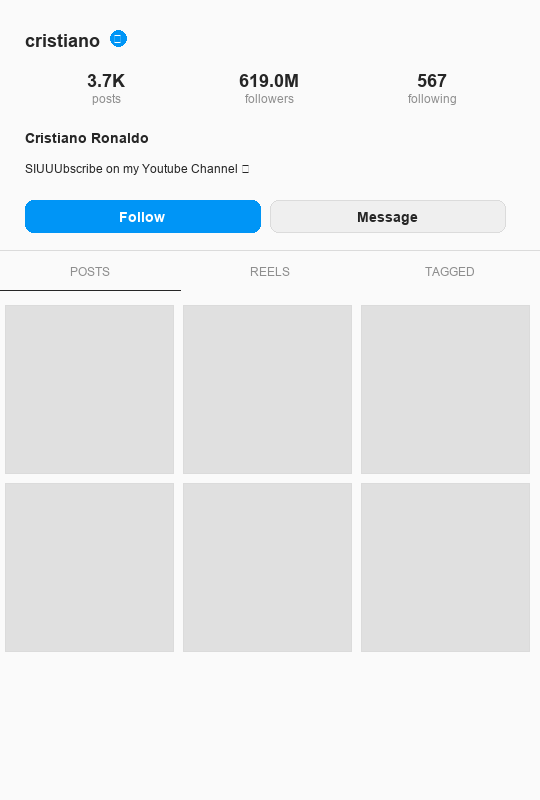 cristiano
3.7K 619.0M 567
posts followers following
Cristiano Ronaldo
SIUUUbscribe on my Youtube Channel
Follow Message
POSTS REELS TAGGED